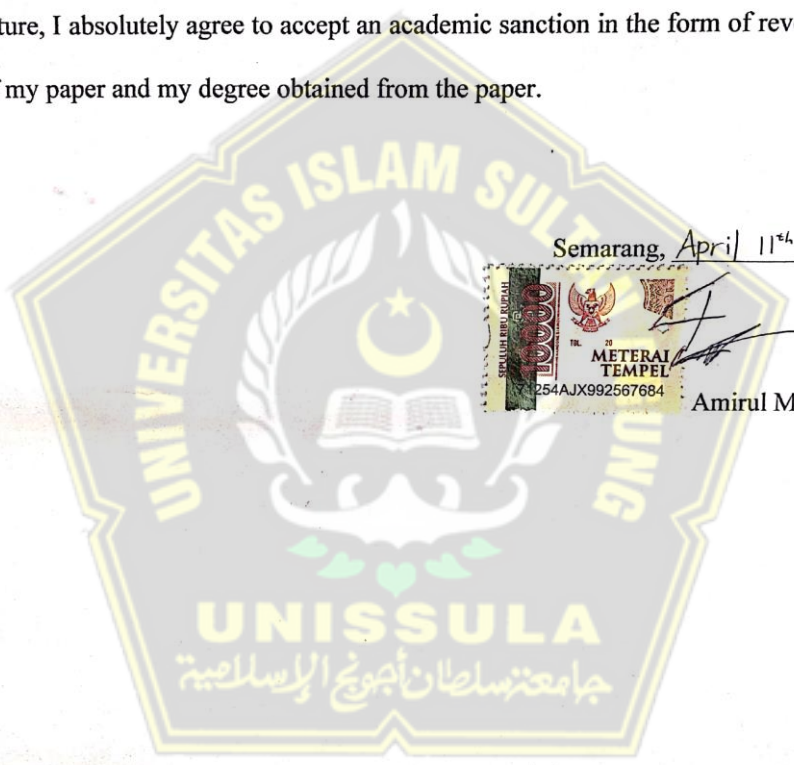 ture, I absolutely agree to accept an academic sanction in the form of rev
my paper and my degree obtained from the paper.
UNIVERSITAS ISLAM SULTAN AGUNG
Semarang, April 11th
SEPULUH RIBU RUPIAH
10000
TGL. 20
METERAI
TEMPEL
254AJX992567684
Amirul M
UNISSULA
جامعة سلطان أجونج الإسلامية